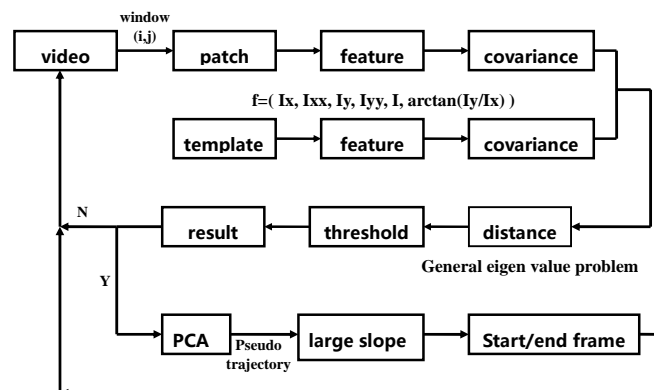 window
(i,j)
video
patch
feature
covariance
f=( Ix, Ixx, Iy, Iyy, I, arctan(Iy/Ix) )
template
feature
covariance
N
result
threshold
distance
General eigen value problem
Y
PCA
Pseudo
trajectory
large slope
Start/end frame